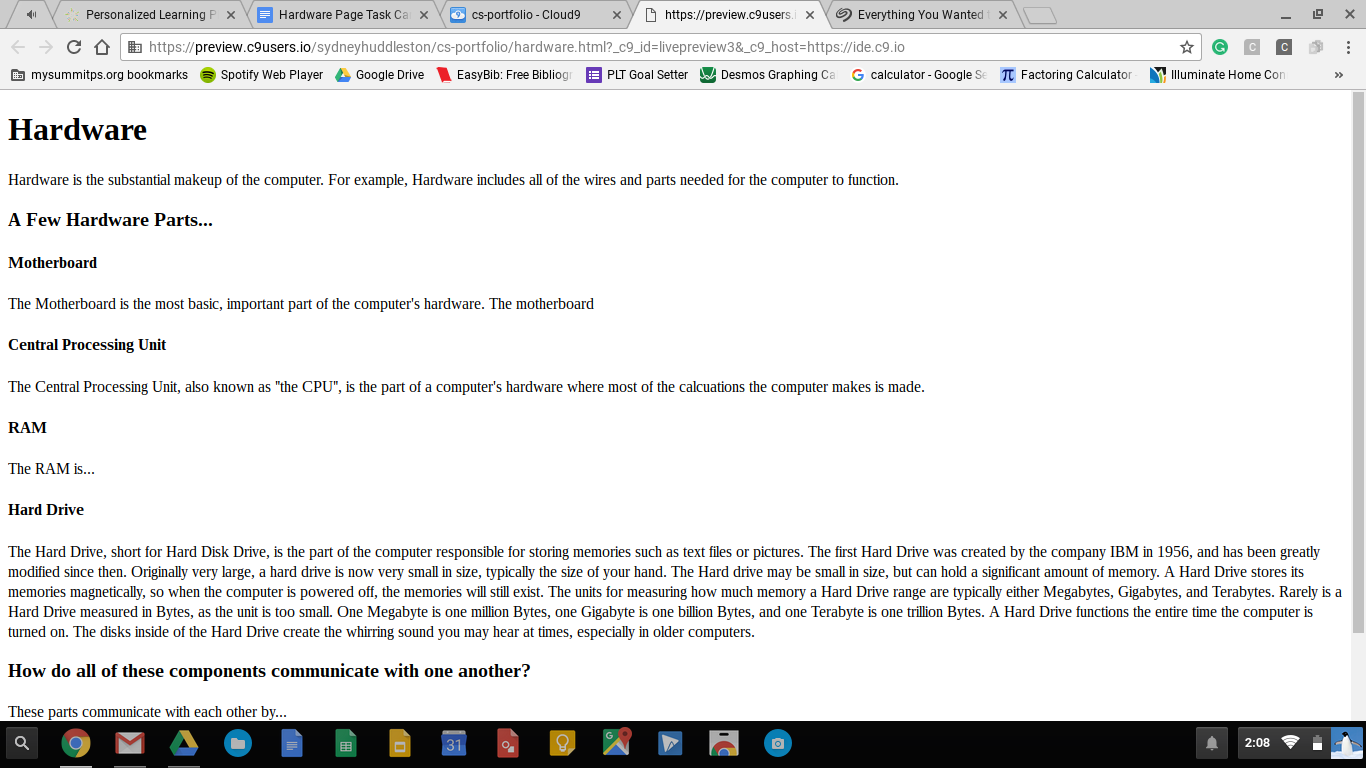 Personalized Learning P
Hardware Page Task Ca
cs-portfolio - Cloud9
https://preview.c9users.i
Everything You Wanted t
https://preview.c9users.io/sydneyhuddleston/cs-portfolio/hardware.html?_c9_id=livepreview3&_c9_host=https://ide.c9.io
mysummitps.org bookmarks
Spotify Web Player
Google Drive
EasyBib: Free Bibliogr
PLT Goal Setter
Desmos Graphing Ca
calculator - Google Se
Factoring Calculator -
Illuminate Home Con
»
Hardware
Hardware is the substantial makeup of the computer. For example, Hardware includes all of the wires and parts needed for the computer to function.
A Few Hardware Parts...
Motherboard
The Motherboard is the most basic, important part of the computer's hardware. The motherboard
Central Processing Unit
The Central Processing Unit, also known as "the CPU", is the part of a computer's hardware where most of the calcuations the computer makes is made.
RAM
The RAM is...
Hard Drive
The Hard Drive, short for Hard Disk Drive, is the part of the computer responsible for storing memories such as text files or pictures. The first Hard Drive was created by the company IBM in 1956, and has been greatly
modified since then. Originally very large, a hard drive is now very small in size, typically the size of your hand. The Hard drive may be small in size, but can hold a significant amount of memory. A Hard Drive stores its
memories magnetically, so when the computer is powered off, the memories will still exist. The units for measuring how much memory a Hard Drive range are typically either Megabytes, Gigabytes, and Terabytes. Rarely is a
Hard Drive measured in Bytes, as the unit is too small. One Megabyte is one million Bytes, one Gigabyte is one billion Bytes, and one Terabyte is one trillion Bytes. A Hard Drive functions the entire time the computer is
turned on. The disks inside of the Hard Drive create the whirring sound you may hear at times, especially in older computers.
How do all of these components communicate with one another?
These parts communicate with each other by...
31
2:08